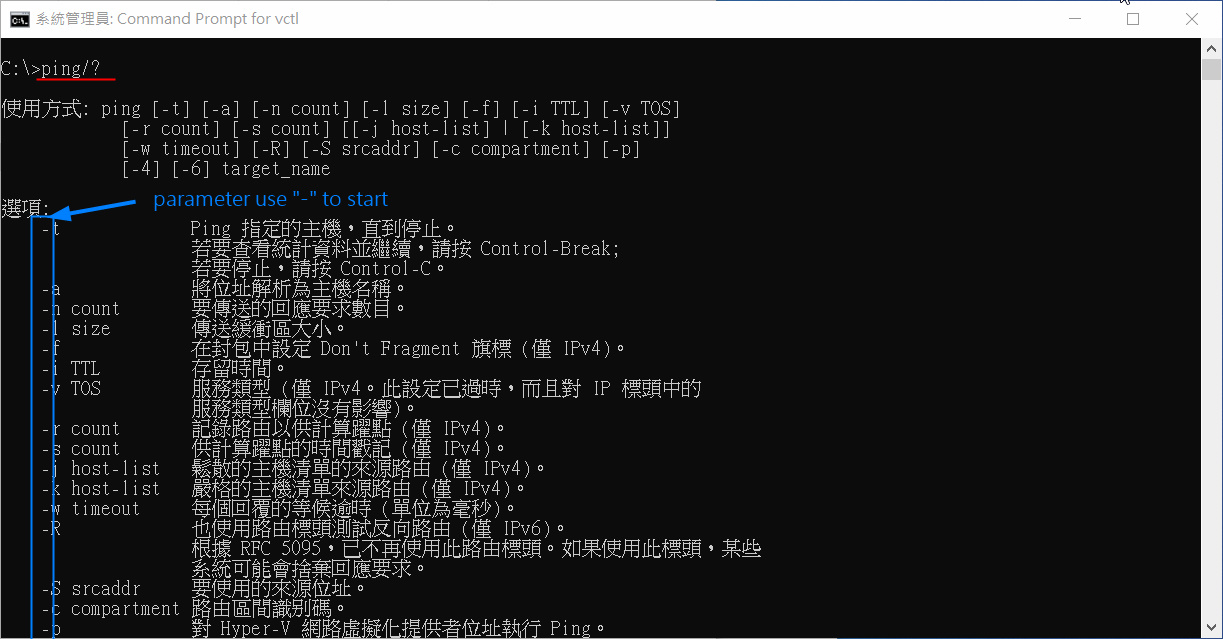 系統管理員: Command Prompt for vctl
C:\>ping/?
使用方式: ping [-t] [-a] [-n count] [-l size] [-f] [-i TTL] [-v TOS]
[-r count] [-s count] [[-j host-list] | [-k host-list]]
[-w timeout] [-R] [-S srcaddr] [-c compartment] [-p]
[-4] [-6] target_name
parameter use "-" to start
選項:
-t Ping 指定的主機，直到停止。
若要查看統計資料並繼續，請按 Control-Break;
若要停止，請按 Control-C。
-a 將位址解析為主機名稱。
-n count 要傳送的回應要求數目。
-l size 傳送緩衝區大小。
-f 在封包中設定 Don't Fragment 旗標 (僅 IPv4)。
-i TTL 存留時間。
-v TOS 服務類型 (僅 IPv4。此設定已過時，而且對 IP 標頭中的
服務類型欄位沒有影響)。
-r count 記錄路由以供計算躍點 (僅 IPv4)。
-s count 供計算躍點的時間戳記 (僅 IPv4)。
-j host-list 鬆散的主機清單的來源路由 (僅 IPv4)。
-k host-list 嚴格的主機清單來源路由 (僅 IPv4)。
-w timeout 每個回覆的等候逾時 (單位為毫秒)。
-R 也使用路由標頭測試反向路由 (僅 IPv6)。
根據 RFC 5095，已不再使用此路由標頭。如果使用此標頭，某些
系統可能會捨棄回應要求。
-S srcaddr 要使用的來源位址。
-c compartment 路由區間識別碼。
-p 對 Hyper-V 網路虛擬化提供者位址執行 Ping。